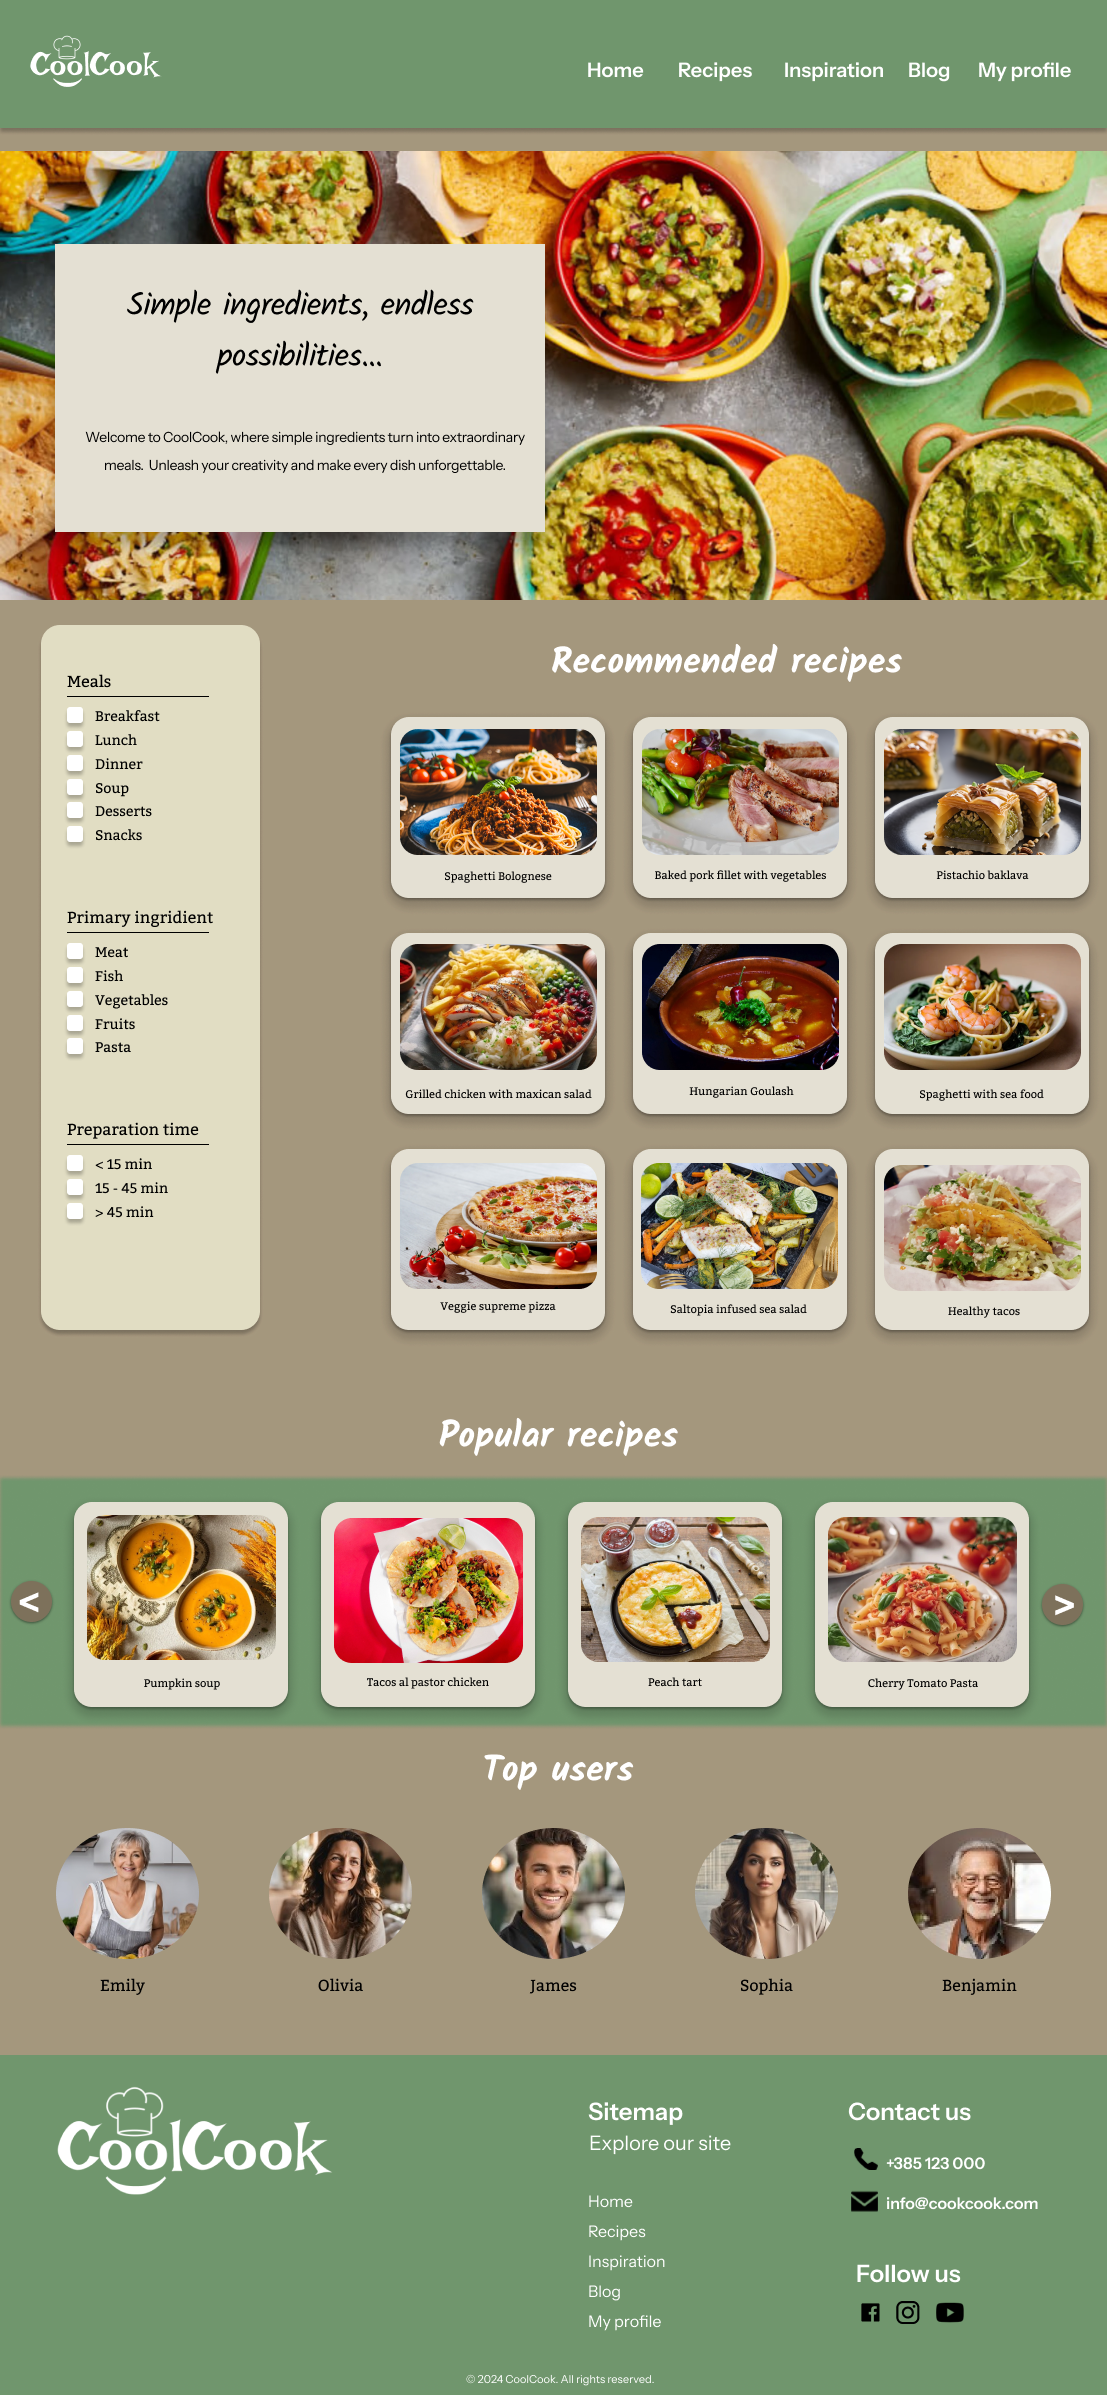 CoolCook
Home Recipes Inspiration Blog My profile
Simple ingredients, endless
possibilities...
Welcome to CoolCook, where simple ingredients turn into extraordinary
meals. Unleash your creativity and make every dish unforgettable.
Meals
Breakfast
Lunch
Dinner
Soup
Desserts
Snacks
Primary ingridient
Meat
Fish
Vegetables
Fruits
Pasta
Preparation time
< 15 min
15 - 45 min
> 45 min
Recommended recipes
Spaghetti Bolognese
Baked pork fillet with vegetables
Pistachio baklava
Grilled chicken with maxican salad
Hungarian Goulash
Spaghetti with sea food
Veggie supreme pizza
Saltopia infused sea salad
Healthy tacos
Popular recipes
<
Pumpkin soup
Tacos al pastor chicken
Peach tart
Cherry Tomato Pasta
>
Top users
Emily
Olivia
James
Sophia
Benjamin
CoolCook
Sitemap
Explore our site
Home
Recipes
Inspiration
Blog
My profile
Contact us
+385 123 000
info@cookcook.com
Follow us
© 2024 CoolCook. All rights reserved.